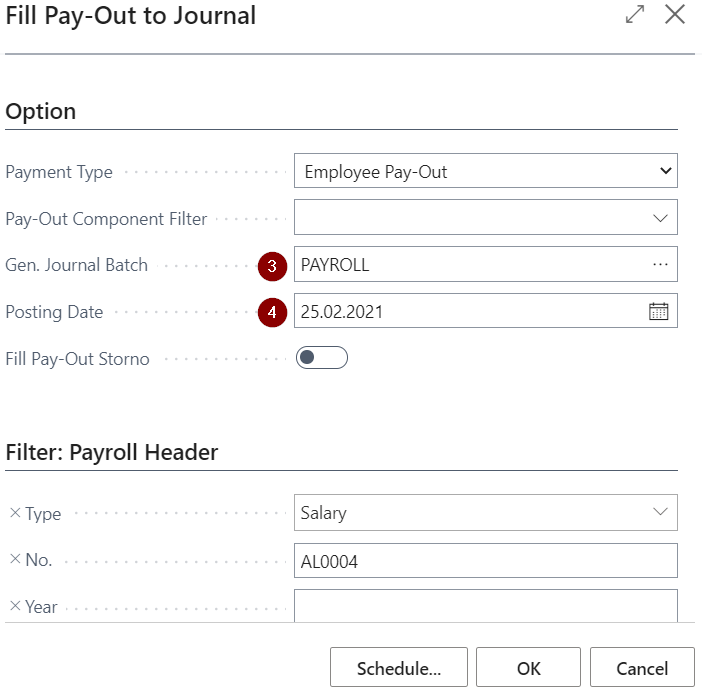 Fill Pay-Out to Journal
Option
Payment Type Employee Pay-Out
Pay-Out Component Filter
Gen. Journal Batch 3 PAYROLL
Posting Date 4 25.02.2021
Fill Pay-Out Storno
Filter: Payroll Header
Type Salary
No. AL0004
Year
Schedule... OK Cancel